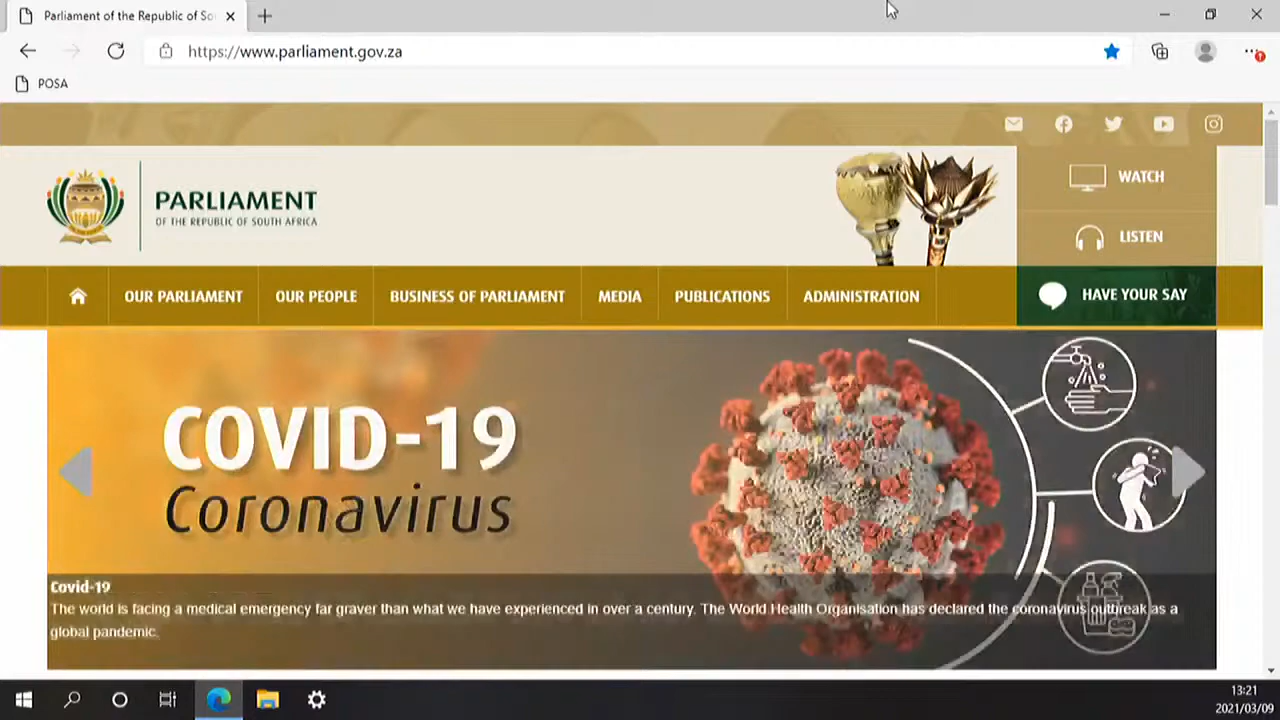 Parliament of the Republic of So
https://www.parliament.gov.za
POSA
PARLIAMENT
OF THE REPUBLIC OF SOUTH AFRICA
WATCH
LISTEN
OUR PARLIAMENT
OUR PEOPLE
BUSINESS OF PARLIAMENT
MEDIA
PUBLICATIONS
ADMINISTRATION
HAVE YOUR SAY
COVID-19
Coronavirus
Covid-19
The world is facing a medical emergency far graver than what we have experienced in over a century. The World Health Organisation has declared the coronavirus outbreak as a
global pandemic.
13:21
2021/03/09